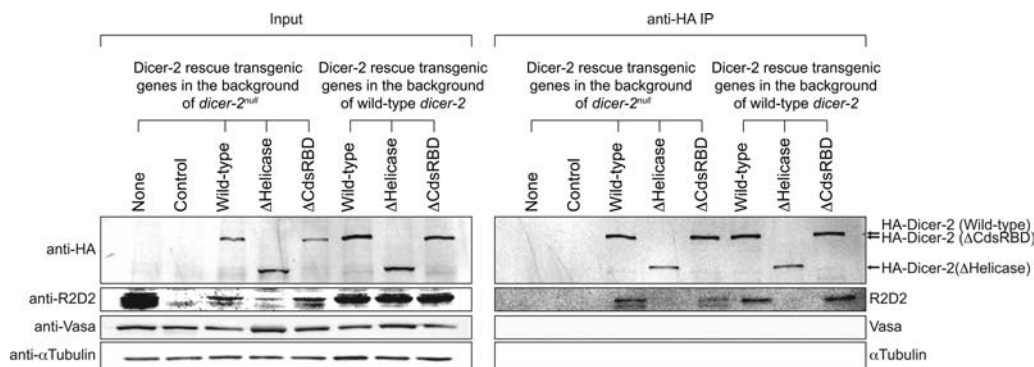 Input
anti-HA IP
Dicer-2 rescue transgenic
genes in the background
of dicer-2null
Dicer-2 rescue transgenic
genes in the background
of wild-type dicer-2
Dicer-2 rescue transgenic
genes in the background
of dicer-2null
Dicer-2 rescue transgenic
genes in the background
of wild-type dicer-2
None
Control
Wild-type
ΔHelicase
ΔCdsRBD
Wild-type
ΔHelicase
ΔCdsRBD
None
Control
Wild-type
ΔHelicase
ΔCdsRBD
Wild-type
ΔHelicase
ΔCdsRBD
anti-HA
HA-Dicer-2 (Wild-type)
HA-Dicer-2 (ΔCdsRBD)
HA-Dicer-2(ΔHelicase)
anti-R2D2
R2D2
anti-Vasa
Vasa
anti-αTubulin
αTubulin